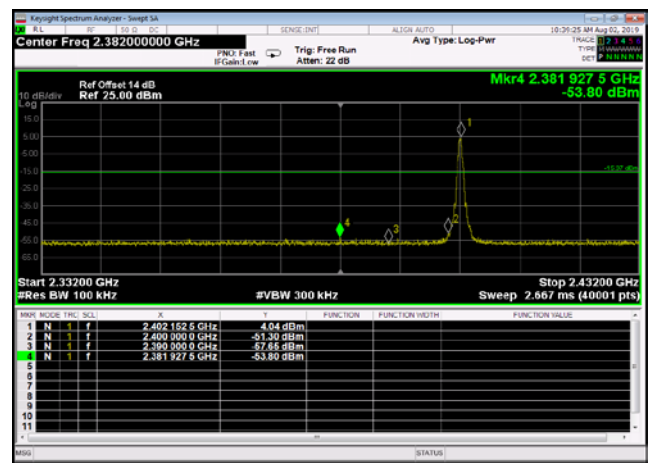 Keysight Spectrum Analyzer - Swept SA
RL RF 50 Ω DC SENSE:INT ALIGN AUTO 10:39:25 AM Aug 02, 2019
Center Freq 2.382000000 GHz Avg Type: Log-Pwr TRACE 1 2 3 4 5 6
PNO: Fast Trig: Free Run TYPE
IFGain:Low Atten: 22 dB DET P N N N N N
Ref Offset 14 dB Mkr4 2.381 927 5 GHz
10 dB/div Ref 25.00 dBm -53.80 dBm
Log
15.0
5.00
-5.00
-15.0
-25.0
-35.0
-45.0
-55.0
-65.0
1
2
3
4
Start 2.33200 GHz Stop 2.43200 GHz
#Res BW 100 kHz #VBW 300 kHz Sweep 2.667 ms (40001 pts)
MKR MODE TRC SCL X Y FUNCTION FUNCTION WIDTH FUNCTION VALUE
1 N 1 f 2.402 152 5 GHz 4.04 dBm
2 N 1 f 2.400 000 0 GHz -51.30 dBm
3 N 1 f 2.390 000 0 GHz -57.65 dBm
4 N 1 f 2.381 927 5 GHz -53.80 dBm
5
6
7
8
9
10
11
MSG STATUS